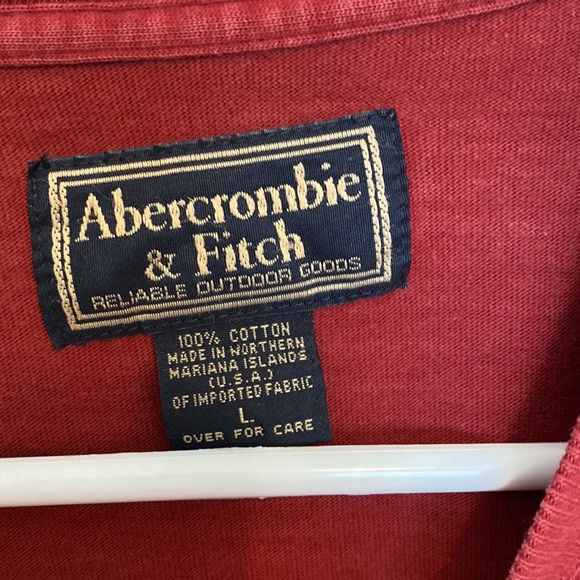 Abercrombie
& Fitch
RELIABLE OUTDOOR GOODS
100% COTTON
MADE IN NORTHERN
MARIANA ISLANDS
(U.S.A.)
OF IMPORTED FABRIC
L.
OVER FOR CARE